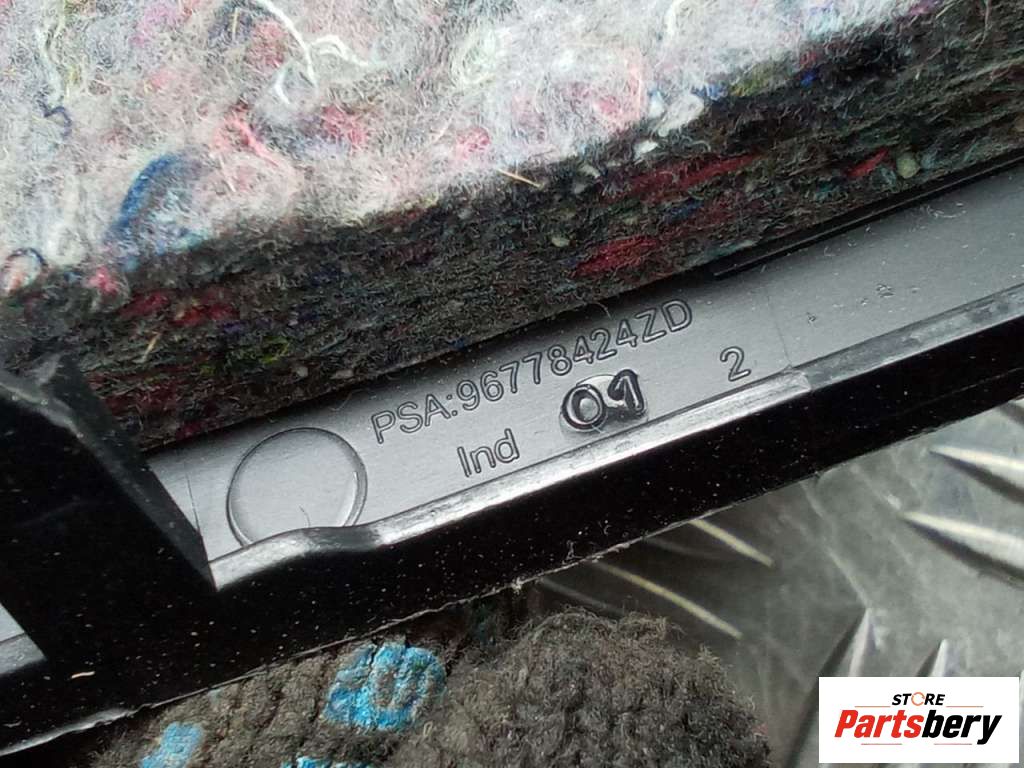 PSA:96778424ZD
Ind 01 2
STORE
Partsbery